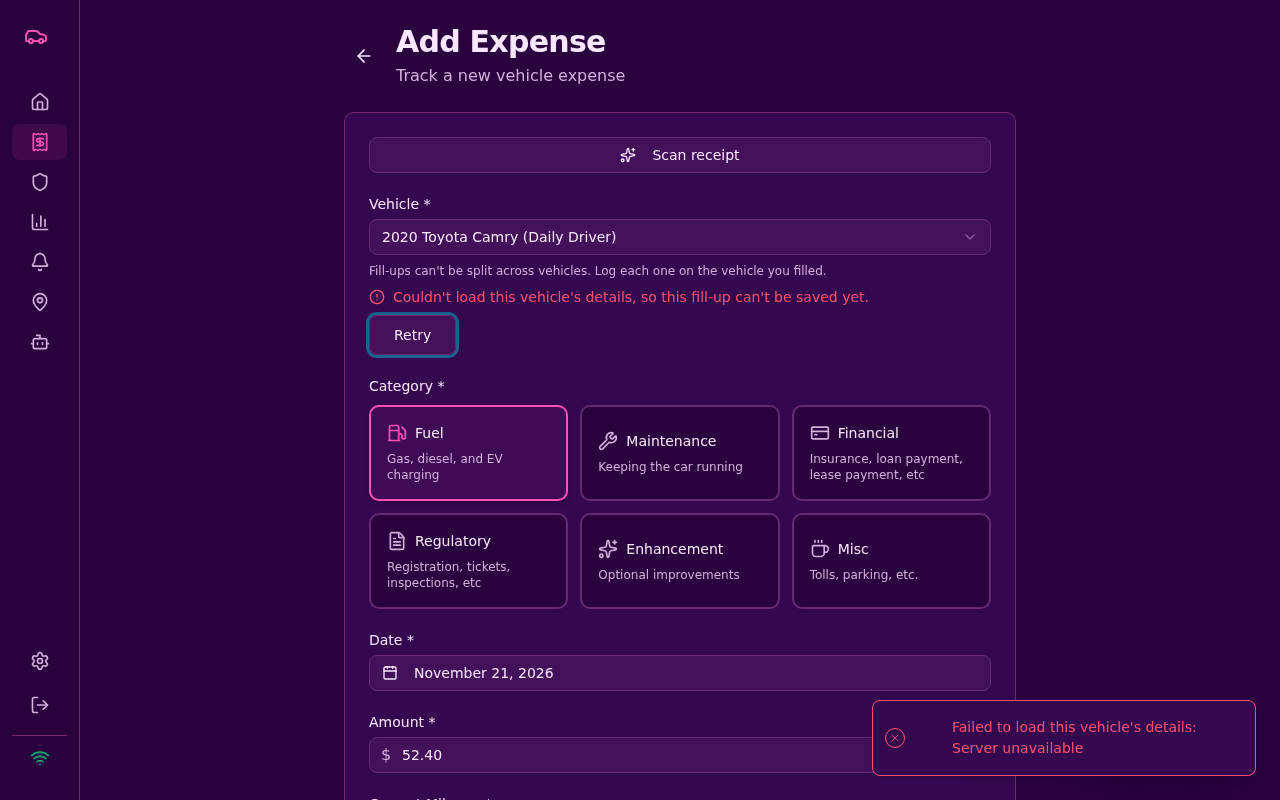 Add Expense
Track a new vehicle expense
Scan receipt
Vehicle *
2020 Toyota Camry (Daily Driver)
Fill-ups can't be split across vehicles. Log each one on the vehicle you filled.
Couldn't load this vehicle's details, so this fill-up can't be saved yet.
Retry
Category *
Fuel
Gas, diesel, and EV
charging
Maintenance
Keeping the car running
Financial
Insurance, loan payment,
lease payment, etc
Regulatory
Registration, tickets,
inspections, etc
Enhancement
Optional improvements
Misc
Tolls, parking, etc.
Date *
November 21, 2026
Amount *
$ 52.40
Failed to load this vehicle's details:
Server unavailable